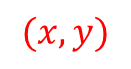 (x, y)